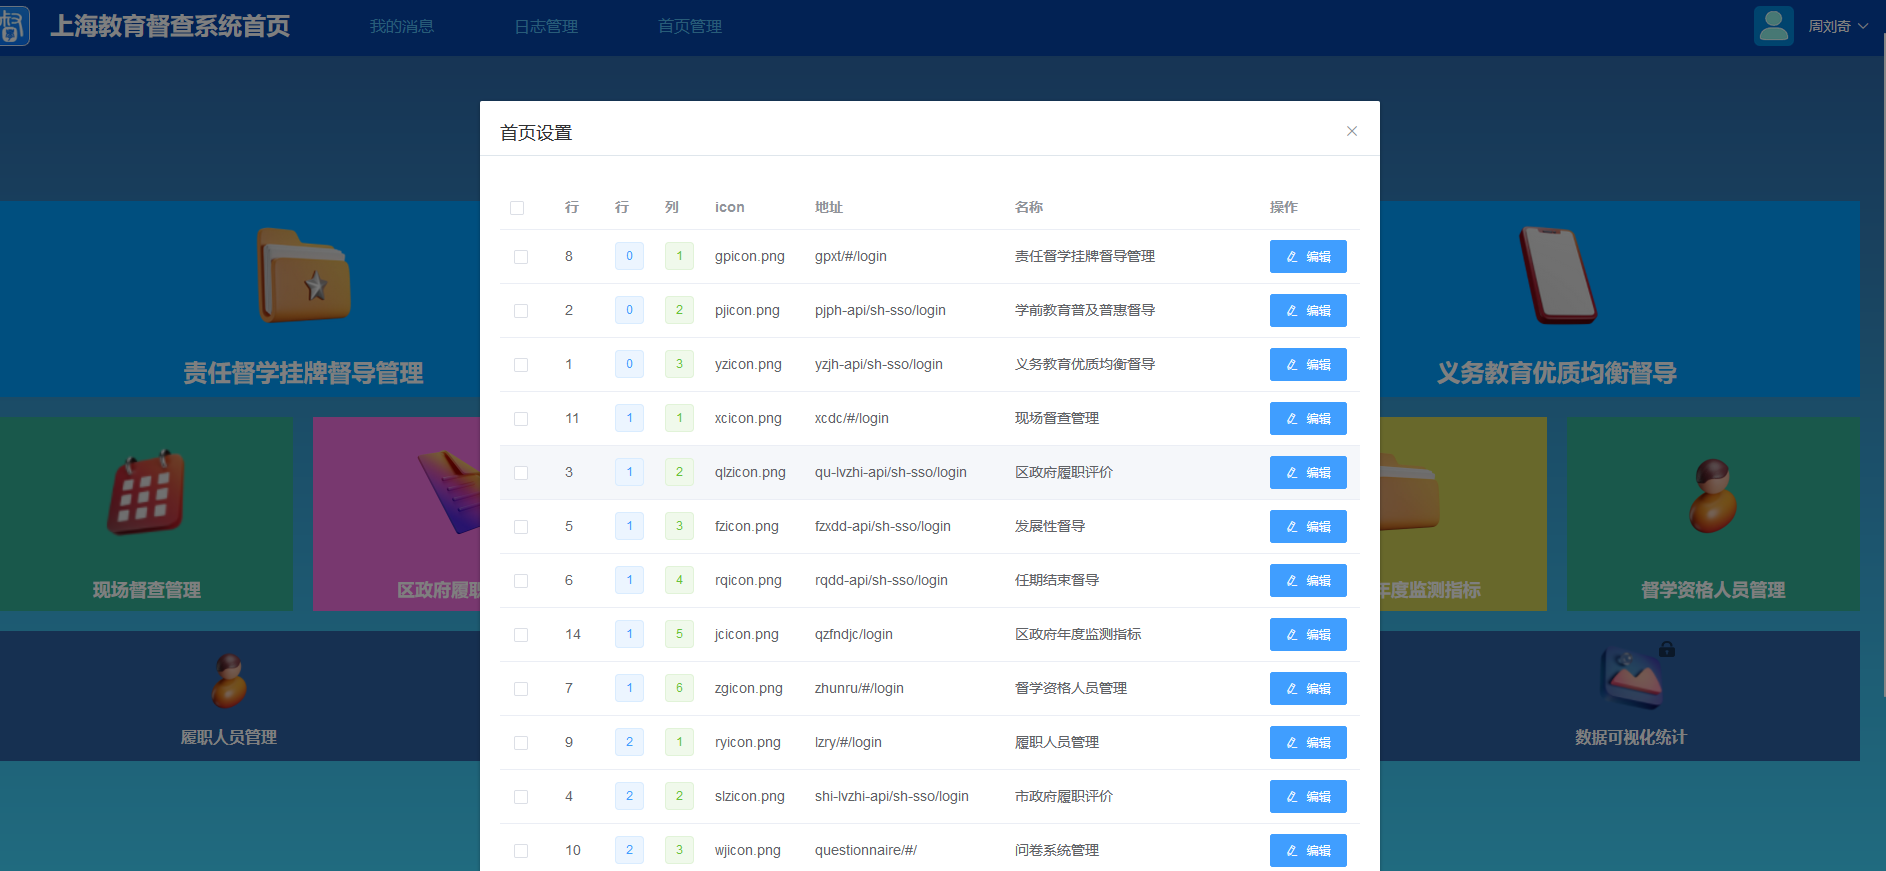 上海教育督查系统首页 我的消息 日志管理 首页管理 周刘奇
首页设置
行 行 列 icon 地址 名称 操作
8 0 1 gpicon.png gpxt/#/login 责任督学挂牌督导管理 编辑
2 0 2 pjicon.png pjph-api/sh-sso/login 学前教育普及普惠督导 编辑
1 0 3 yzicon.png yzjh-api/sh-sso/login 义务教育优质均衡督导 编辑
11 1 1 xcicon.png xcdc/#/login 现场督查管理 编辑
3 1 2 qlzicon.png qu-lvzhi-api/sh-sso/login 区政府履职评价 编辑
5 1 3 fzicon.png fzxdd-api/sh-sso/login 发展性督导 编辑
6 1 4 rqicon.png rqdd-api/sh-sso/login 任期结束督导 编辑
14 1 5 jcicon.png qzfndjc/login 区政府年度监测指标 编辑
7 1 6 zgicon.png zhunru/#/login 督学资格人员管理 编辑
9 2 1 ryicon.png lzry/#/login 履职人员管理 编辑
4 2 2 slzicon.png shi-lvzhi-api/sh-sso/login 市政府履职评价 编辑
10 2 3 wjicon.png questionnaire/#/ 问卷系统管理 编辑
责任督学挂牌督导管理 义务教育优质均衡督导
现场督查管理 区政府履职 年度监测指标 督学资格人员管理
履职人员管理 数据可视化统计